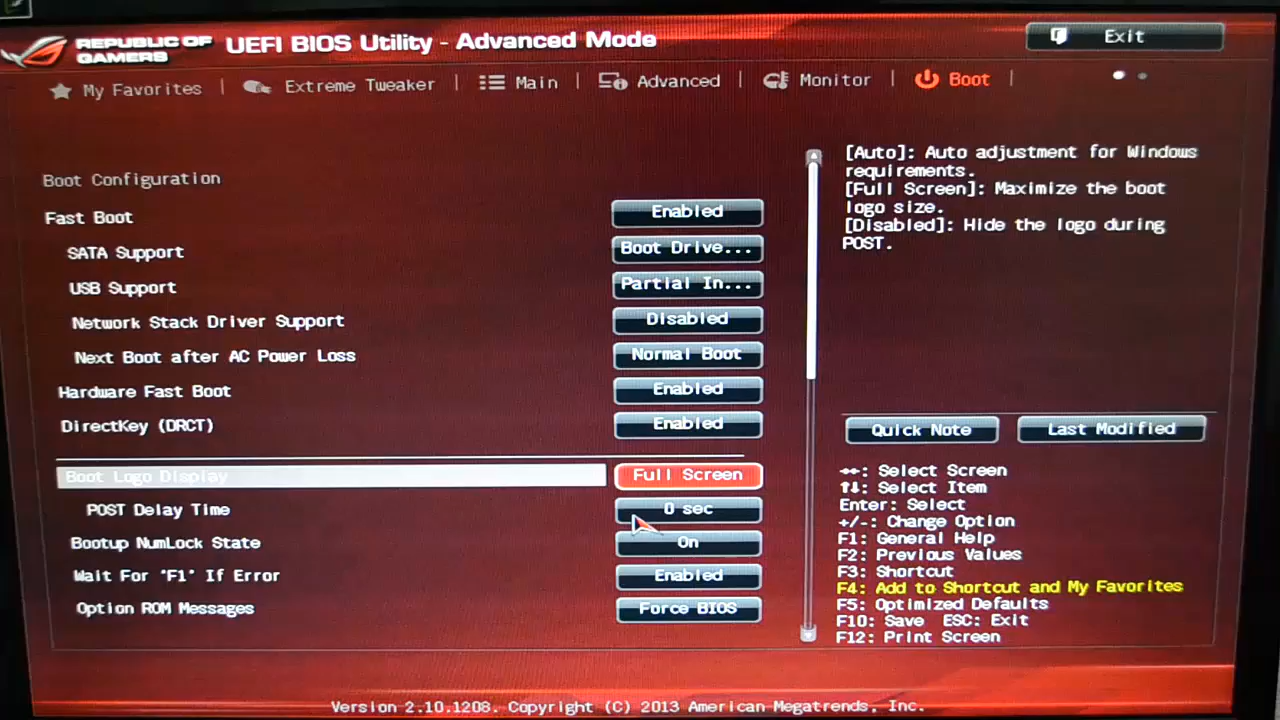 REPUBLIC OF
GAMERS
UEFI BIOS Utility - Advanced Mode
Exit
My Favorites
Extreme Tweaker
Main
Advanced
Monitor
Boot
Boot Configuration
Fast Boot Enabled
SATA Support Boot Drive...
USB Support Partial In...
Network Stack Driver Support Disabled
Next Boot after AC Power Loss Normal Boot
Hardware Fast Boot Enabled
DirectKey (DRCT) Enabled
Boot Logo Display Full Screen
POST Delay Time 0 sec
Bootup NumLock State On
Wait For 'F1' If Error Enabled
Option ROM Messages Force BIOS
[Auto]: Auto adjustment for Windows
requirements.
[Full Screen]: Maximize the boot
logo size.
[Disabled]: Hide the logo during
POST.
Quick Note
Last Modified
→←: Select Screen
↑↓: Select Item
Enter: Select
+/-: Change Option
F1: General Help
F2: Previous Values
F3: Shortcut
F4: Add to Shortcut and My Favorites
F5: Optimized Defaults
F10: Save ESC: Exit
F12: Print Screen
Version 2.10.1208. Copyright (C) 2013 American Megatrends, Inc.